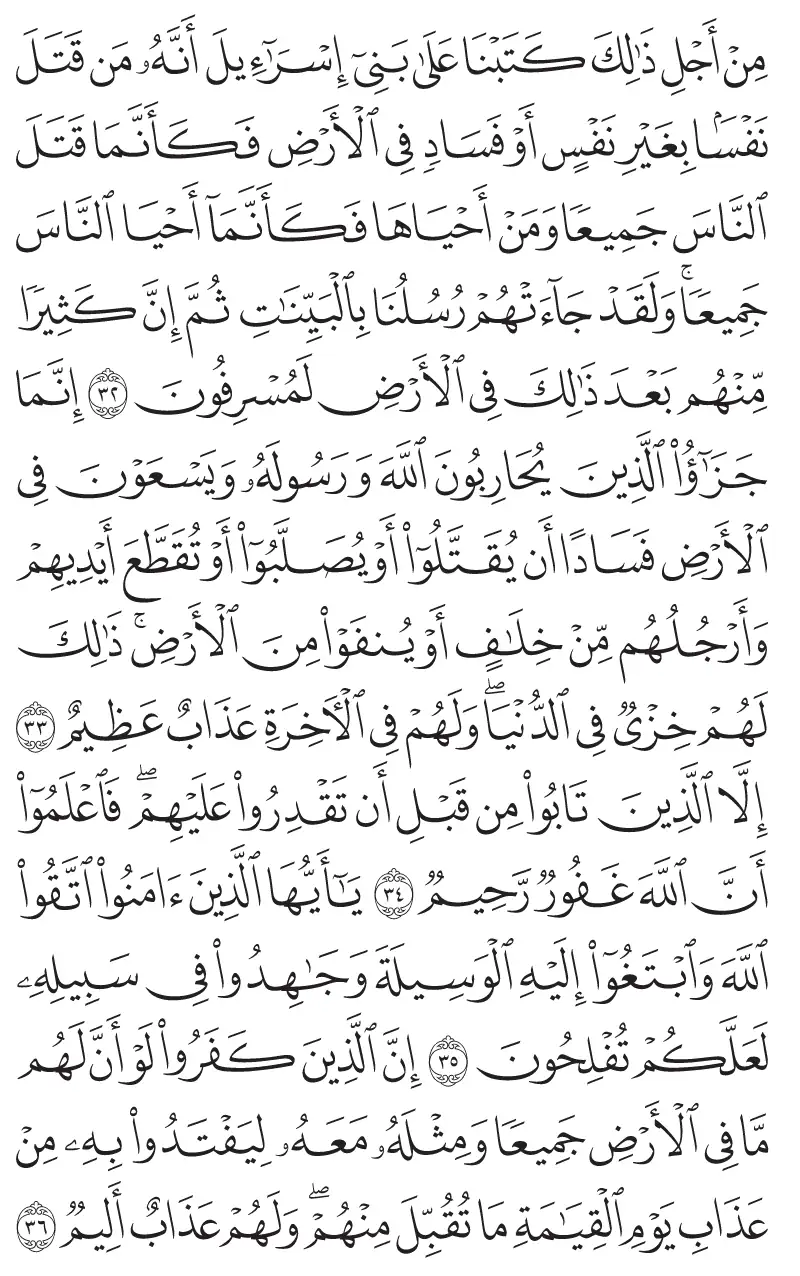 مِنْ أَجْلِ ذَٰلِكَ كَتَبْنَا عَلَىٰ بَنِىٓ إِسْرَٰٓءِيلَ أَنَّهُۥ مَن قَتَلَ
نَفْسًۢا بِغَيْرِ نَفْسٍ أَوْ فَسَادٍ فِى ٱلْأَرْضِ فَكَأَنَّمَا قَتَلَ
ٱلنَّاسَ جَمِيعًا وَمَنْ أَحْيَاهَا فَكَأَنَّمَآ أَحْيَا ٱلنَّاسَ
جَمِيعًا ۚ وَلَقَدْ جَآءَتْهُمْ رُسُلُنَا بِٱلْبَيِّنَٰتِ ثُمَّ إِنَّ كَثِيرًا
مِّنْهُم بَعْدَ ذَٰلِكَ فِى ٱلْأَرْضِ لَمُسْرِفُونَ ٣٢ إِنَّمَا
جَزَٰٓؤُا۟ ٱلَّذِينَ يُحَارِبُونَ ٱللَّهَ وَرَسُولَهُۥ وَيَسْعَوْنَ فِى
ٱلْأَرْضِ فَسَادًا أَن يُقَتَّلُوٓا۟ أَوْ يُصَلَّبُوٓا۟ أَوْ تُقَطَّعَ أَيْدِيهِمْ
وَأَرْجُلُهُم مِّنْ خِلَٰفٍ أَوْ يُنفَوْا۟ مِنَ ٱلْأَرْضِ ۚ ذَٰلِكَ
لَهُمْ خِزْىٌ فِى ٱلدُّنْيَا ۖ وَلَهُمْ فِى ٱلْءَاخِرَةِ عَذَابٌ عَظِيمٌ ٣٣
إِلَّا ٱلَّذِينَ تَابُوا۟ مِن قَبْلِ أَن تَقْدِرُوا۟ عَلَيْهِمْ ۖ فَٱعْلَمُوٓا۟
أَنَّ ٱللَّهَ غَفُورٌ رَّحِيمٌ ٣٤ يَٰٓأَيُّهَا ٱلَّذِينَ ءَامَنُوا۟ ٱتَّقُوا۟
ٱللَّهَ وَٱبْتَغُوٓا۟ إِلَيْهِ ٱلْوَسِيلَةَ وَجَٰهِدُوا۟ فِى سَبِيلِهِۦ
لَعَلَّكُمْ تُفْلِحُونَ ٣٥ إِنَّ ٱلَّذِينَ كَفَرُوا۟ لَوْ أَنَّ لَهُم
مَّا فِى ٱلْأَرْضِ جَمِيعًا وَمِثْلَهُۥ مَعَهُۥ لِيَفْتَدُوا۟ بِهِۦ مِنْ
عَذَابِ يَوْمِ ٱلْقِيَٰمَةِ مَا تُقُبِّلَ مِنْهُمْ ۖ وَلَهُمْ عَذَابٌ أَلِيمٌ ٣٦